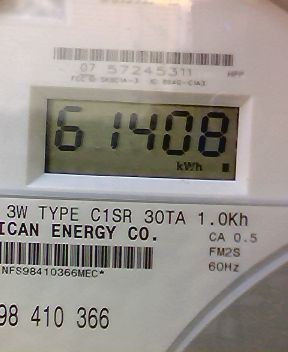 07 57245311 HPP
61408
kWh
3W TYPE C1SR 30TA 1.0Kh
ICAN ENERGY CO.
CA 0.5
FM2S
NFS98410366MEC*
60Hz
98 410 366